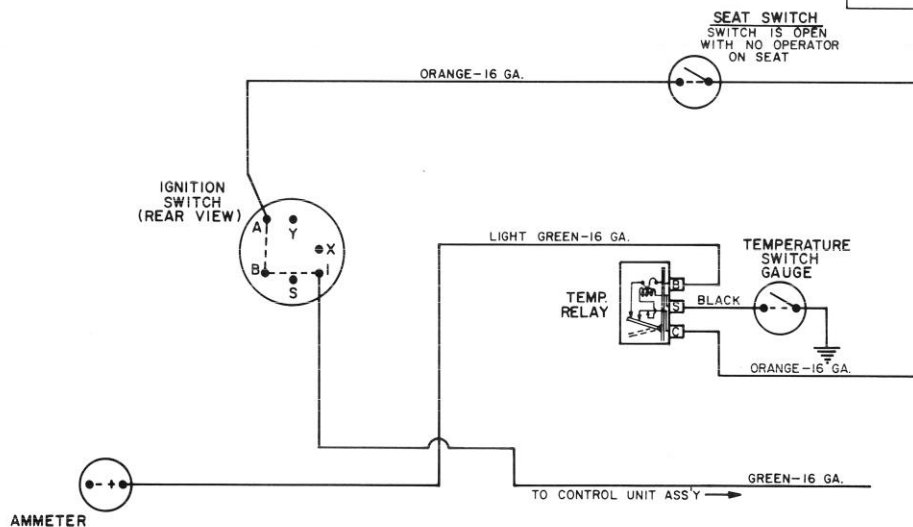 SEAT SWITCH
SWITCH IS OPEN
WITH NO OPERATOR
ON SEAT
ORANGE-16 GA.
IGNITION
SWITCH
(REAR VIEW)
A
Y
X
B
I
S
LIGHT GREEN-16 GA.
TEMPERATURE
SWITCH
GAUGE
TEMP.
RELAY
B
S
BLACK
C
ORANGE-16 GA.
- +
GREEN-16 GA.
TO CONTROL UNIT ASS'Y
AMMETER